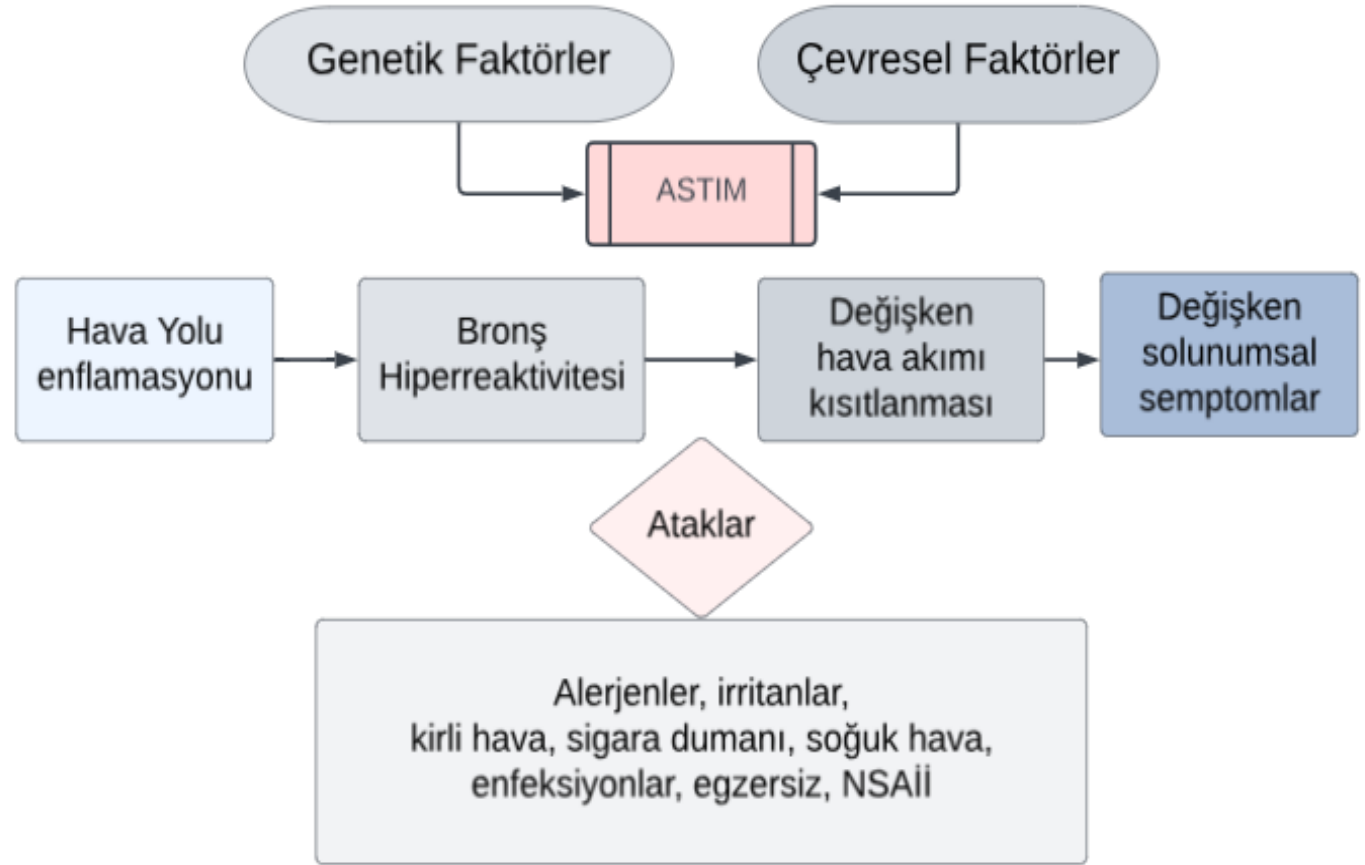 Genetik Faktörler
Çevresel Faktörler
ASTIM
Hava Yolu
enflamasyonu
Bronş
Hiperreaktivitesi
Değişken
hava akımı
kısıtlanması
Değişken
solunumsal
semptomlar
Ataklar
Alerjenler, irritanlar,
kirli hava, sigara dumanı, soğuk hava,
enfeksiyonlar, egzersiz, NSAİİ